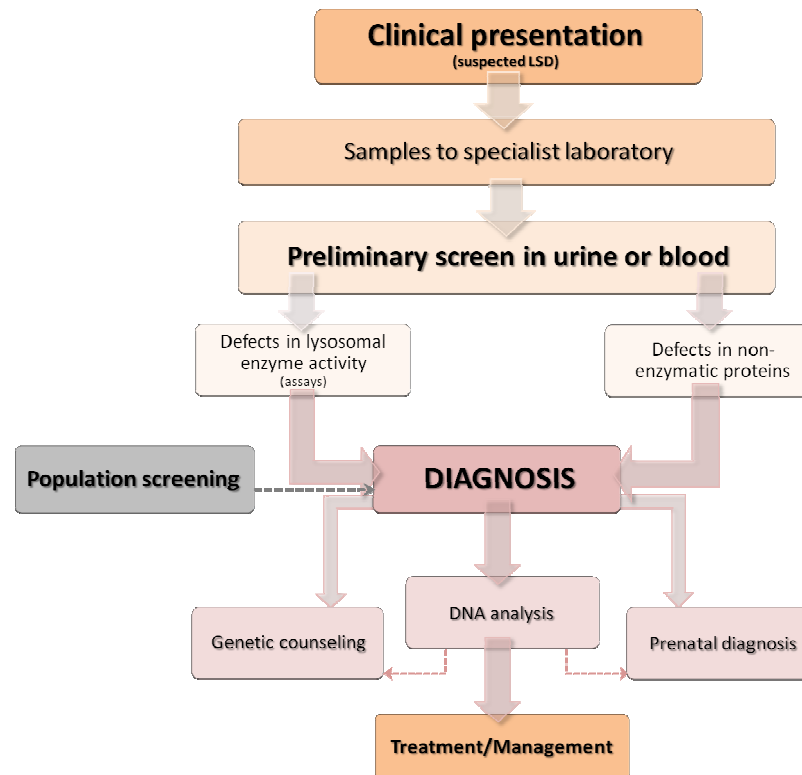 Clinical presentation
(suspected LSD)
Samples to specialist laboratory
Preliminary screen in urine or blood
Defects in lysosomal
enzyme activity
(assays)
Defects in non-
enzymatic proteins
Population screening
DIAGNOSIS
Genetic counseling
DNA analysis
Prenatal diagnosis
Treatment/Management